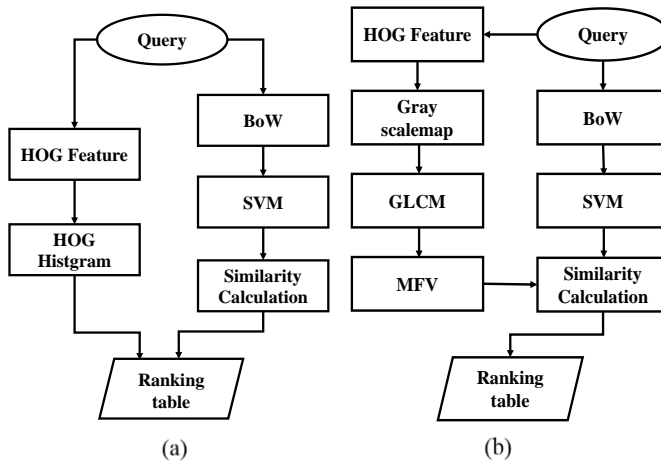 Query
HOG Feature
HOG
Histgram
BoW
SVM
Similarity
Calculation
Ranking
table
(a)
HOG Feature
Query
Gray
scalemap
GLCM
MFV
BoW
SVM
Similarity
Calculation
Ranking
table
(b)